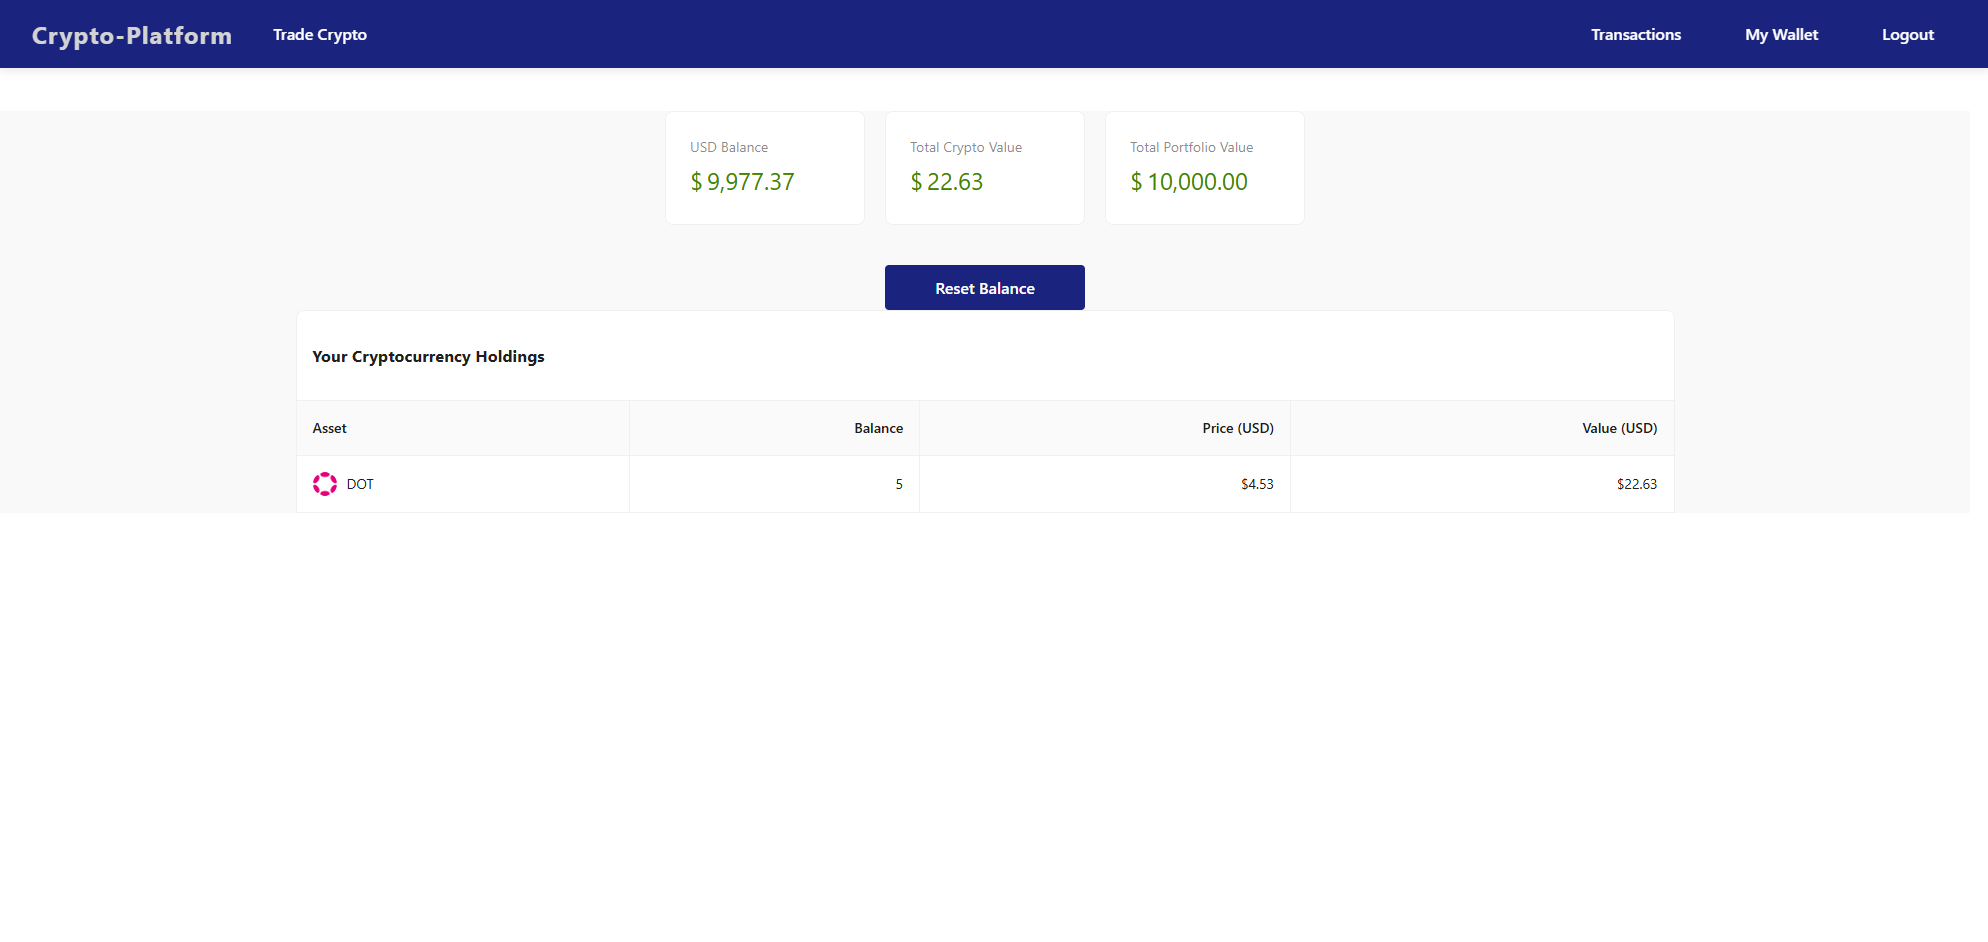 Crypto-Platform Trade Crypto Transactions My Wallet Logout
USD Balance Total Crypto Value Total Portfolio Value
$ 9,977.37 $ 22.63 $ 10,000.00
Reset Balance
Your Cryptocurrency Holdings
Asset Balance Price (USD) Value (USD)
DOT 5 $4.53 $22.63